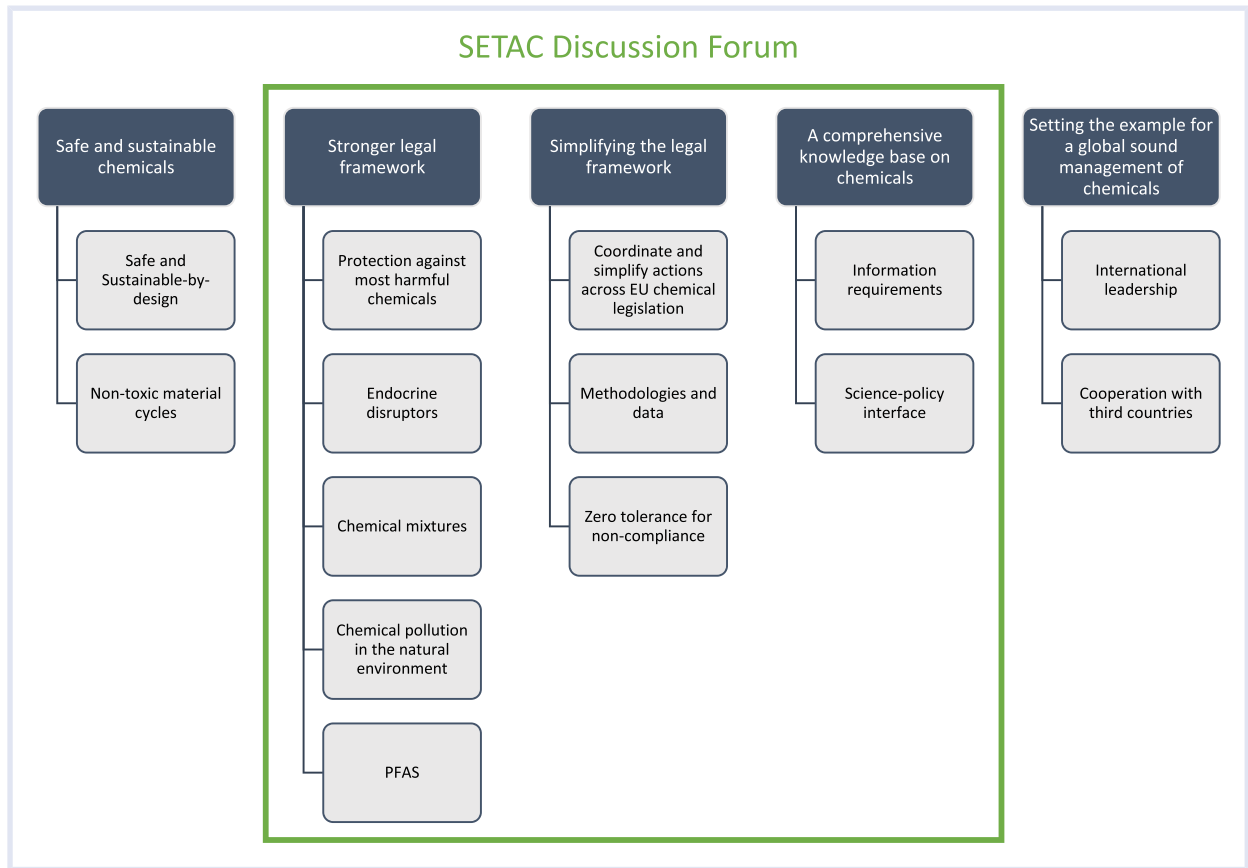 SETAC Discussion Forum
Safe and sustainable
chemicals
Safe and
Sustainable-by-
design
Non-toxic material
cycles
Stronger legal
framework
Protection against
most harmful
chemicals
Endocrine
disruptors
Chemical mixtures
Chemical pollution
in the natural
environment
PFAS
Simplifying the legal
framework
Coordinate and
simplify actions
across EU chemical
legislation
Methodologies and
data
Zero tolerance for
non-compliance
A comprehensive
knowledge base on
chemicals
Information
requirements
Science-policy
interface
Setting the example for
a global sound
management of
chemicals
International
leadership
Cooperation with
third countries